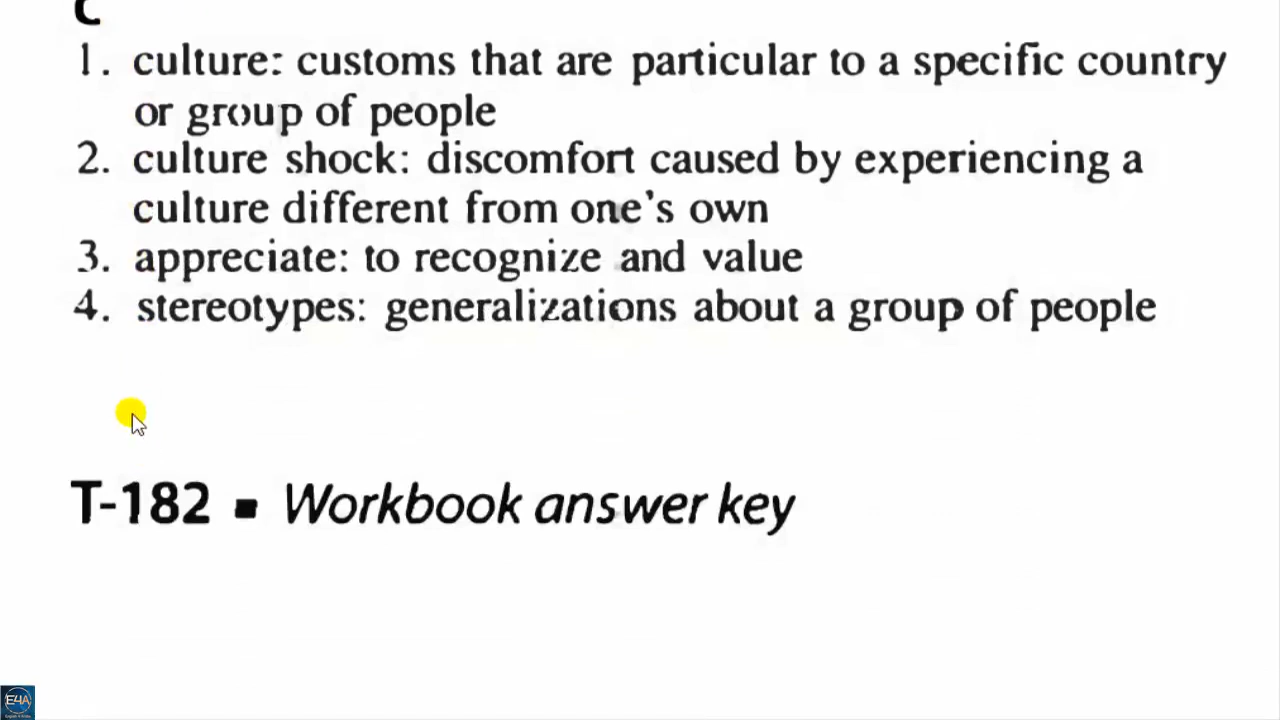 C
1. culture: customs that are particular to a specific country
or group of people
2. culture shock: discomfort caused by experiencing a
culture different from one's own
3. appreciate: to recognize and value
4. stereotypes: generalizations about a group of people
T-182 ▪ Workbook answer key
E4A